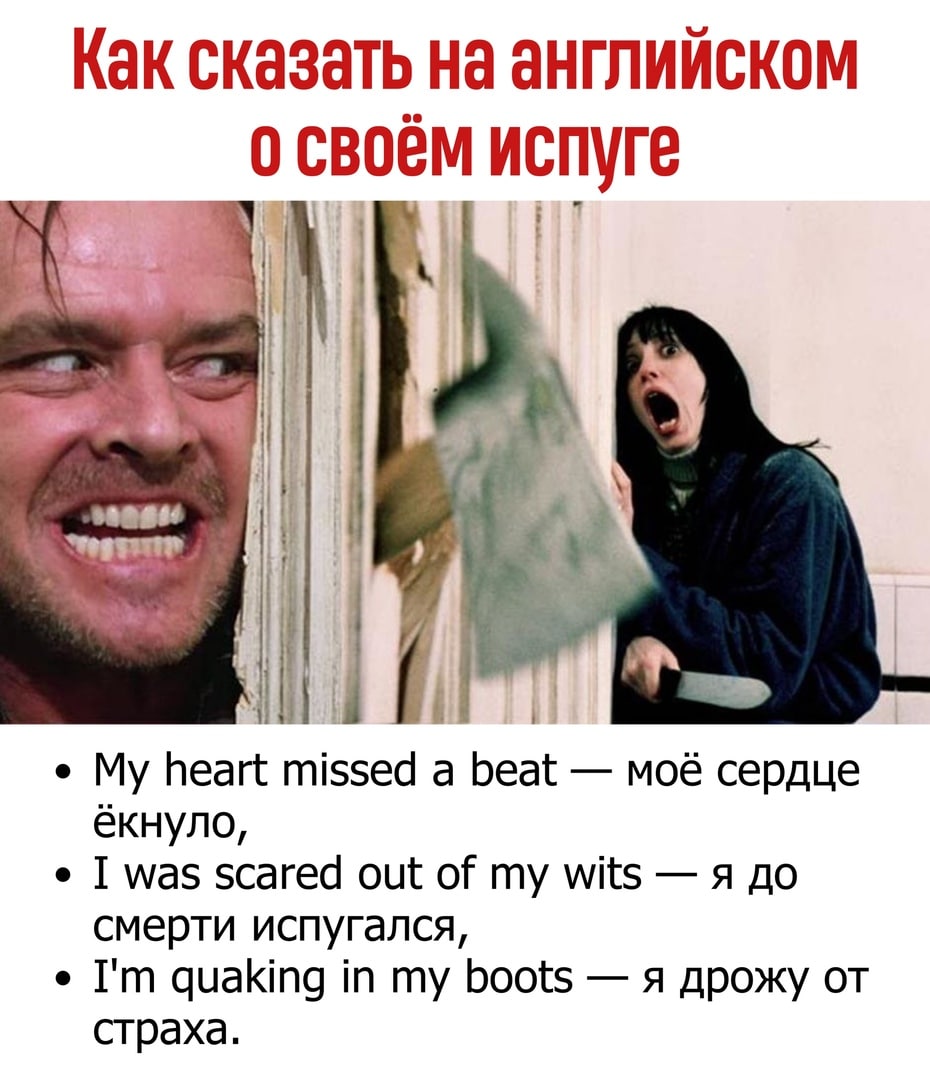 Как сказать на английском
о своём испуге
• My heart missed a beat — моё сердце
ёкнуло,
• I was scared out of my wits — я до
смерти испугался,
• I'm quaking in my boots — я дрожу от
страха.